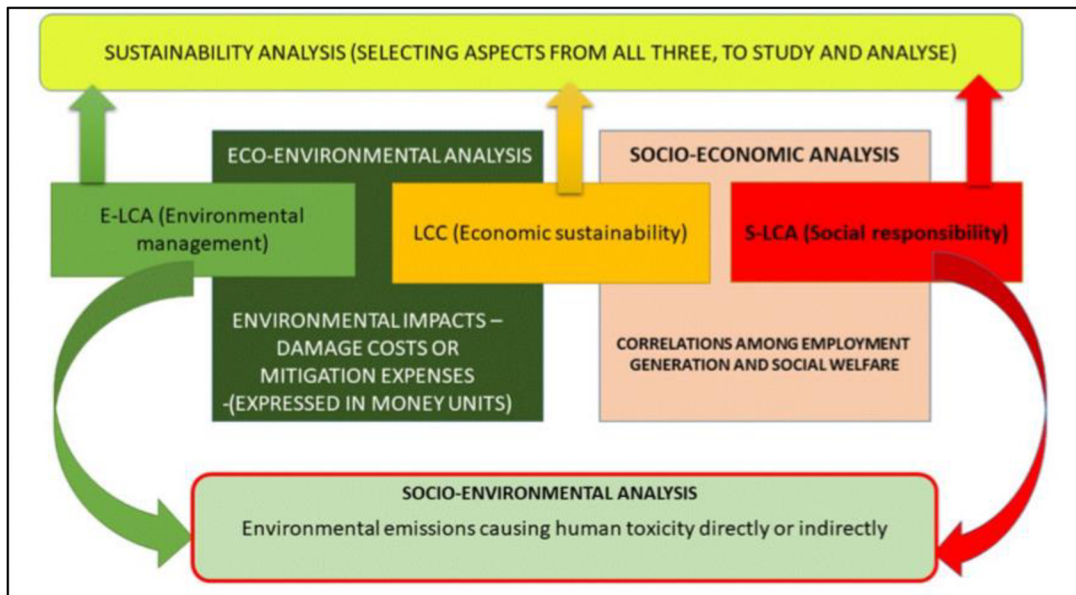 SUSTAINABILITY ANALYSIS (SELECTING ASPECTS FROM ALL THREE, TO STUDY AND ANALYSE)
ECO-ENVIRONMENTAL ANALYSIS
SOCIO-ECONOMIC ANALYSIS
E-LCA (Environmental
management)
LCC (Economic sustainability)
S-LCA (Social responsibility)
ENVIRONMENTAL IMPACTS –
DAMAGE COSTS OR
MITIGATION EXPENSES
-(EXPRESSED IN MONEY UNITS)
CORRELATIONS AMONG EMPLOYMENT
GENERATION AND SOCIAL WELFARE
SOCIO-ENVIRONMENTAL ANALYSIS
Environmental emissions causing human toxicity directly or indirectly